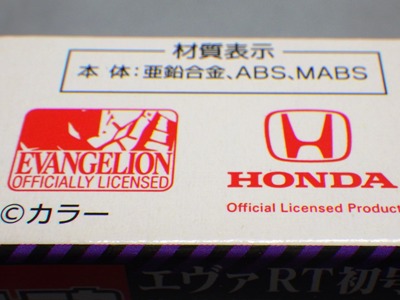 材質表示
本 体:亜鉛合金、ABS、MABS
EVANGELION
OFFICIALLY LICENSED
©カラー
HONDA
Official Licensed Product
エヴァRT初号